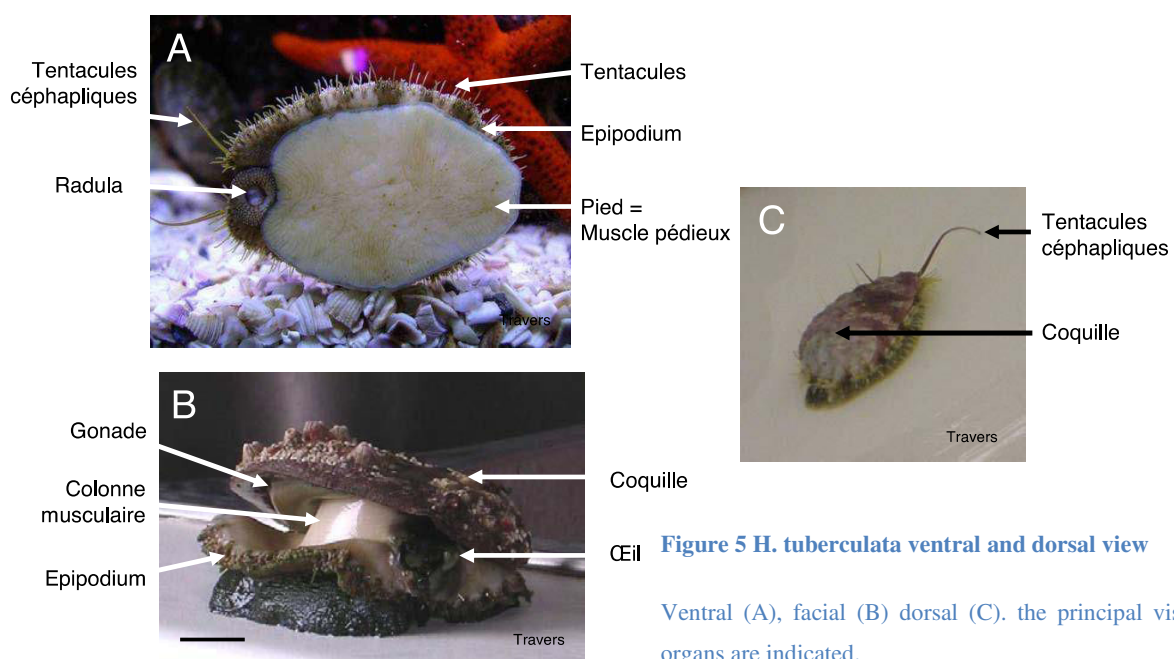 A
Tentacules
céphapliques
Radula
Tentacules
Epipodium
Pied =
Muscle pédieux
Travers
B
Gonade
Colonne
musculaire
Epipodium
Coquille
Œil
Travers
C
Tentacules
céphapliques
Coquille
Travers
Figure 5 H. tuberculata ventral and dorsal view
Ventral (A), facial (B) dorsal (C). the principal
organs are indicated.